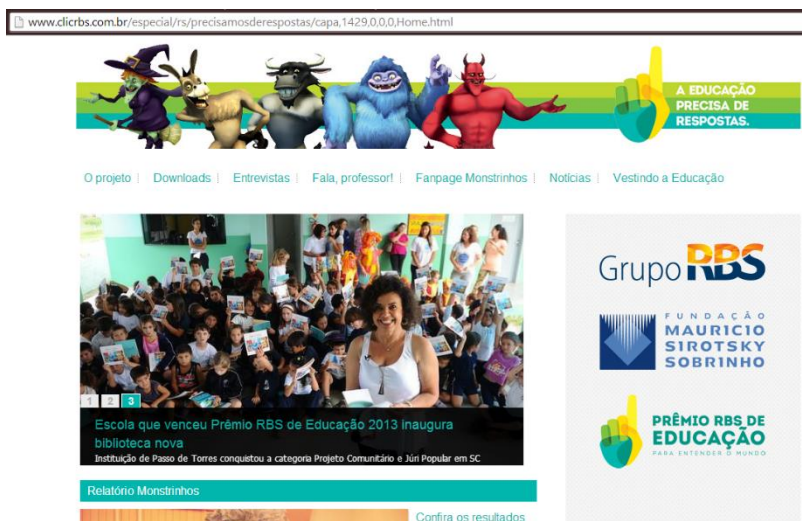 www.clicrbs.com.br/especial/rs/precisamosderespostas/capa,1429,0,0,0,Home.html
A EDUCAÇÃO
PRECISA DE
RESPOSTAS.
O projeto | Downloads | Entrevistas | Fala, professor! | Fanpage Monstrinhos | Notícias | Vestindo a Educação
1 2 3
Escola que venceu Prêmio RBS de Educação 2013 inaugura
biblioteca nova
Instituição de Passo de Torres conquistou a categoria Projeto Comunitário e Júri Popular em SC
Relatório Monstrinhos
Confira os resultados
Grupo RBS
FUNDAÇÃO
MAURICIO
SIROTSKY
SOBRINHO
PRÊMIO RBS DE
EDUCAÇÃO
PARA ENTENDER O MUNDO